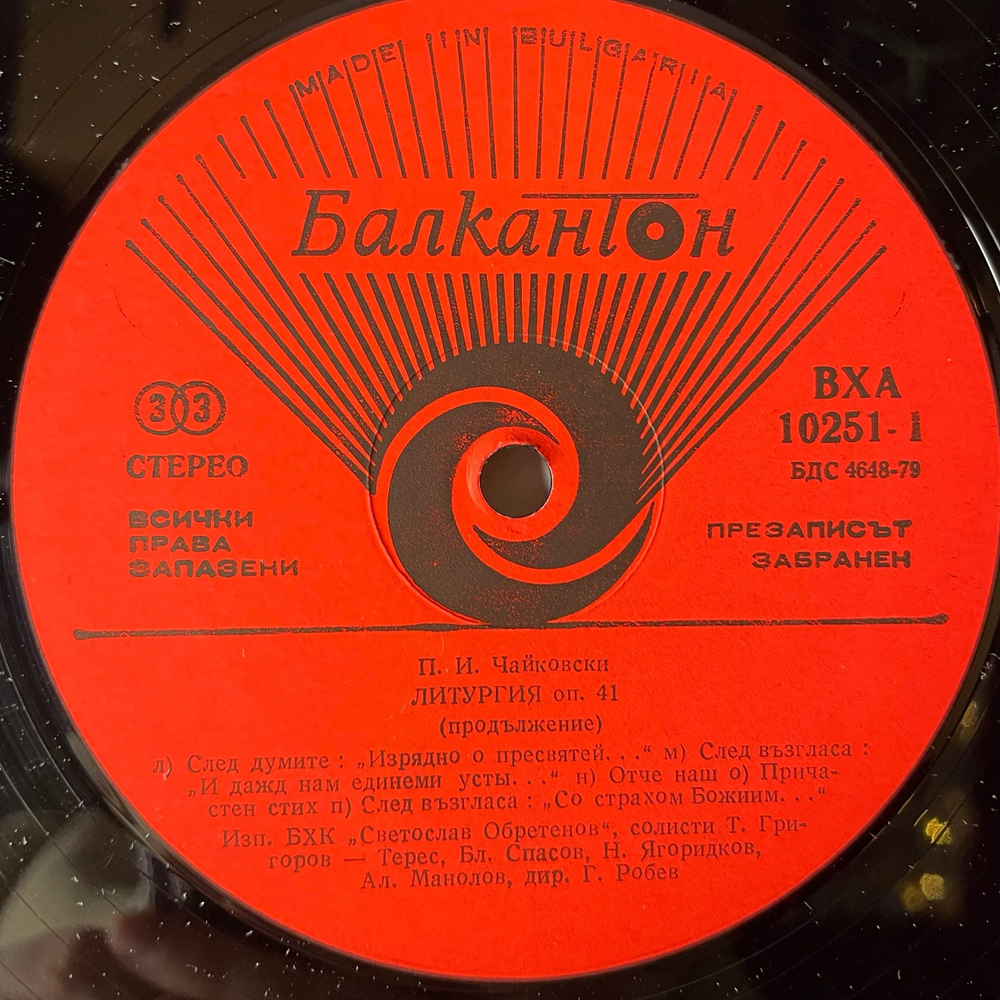 MADE IN BULGARIA
БалканТон
33
СТЕРЕО
ВСИЧКИ
ПРАВА
ЗАПАЗЕНИ
ВХА
10251-
БДС 4648-79
ПРЕЗАПИСЪТ
ЗАБРАНЕН
П. И. Чайковски
ЛИТУРГИЯ оп. 41
(продължение)
л) След думите : „Изрядно о пресвятей. . .“ м) След възгласа :
„И дажд нам единеми усты. . .“ н) Отче наш о) Прича-
стен стих п) След възгласа : „Со страхом Божиим. . .“
Изп. БХК „Светослав Обретенов“, солисти Т. Гри-
горов — Терес, Бл. Спасов, Н. Ягоридков,
Ал. Манолов, дир. Г. Робев